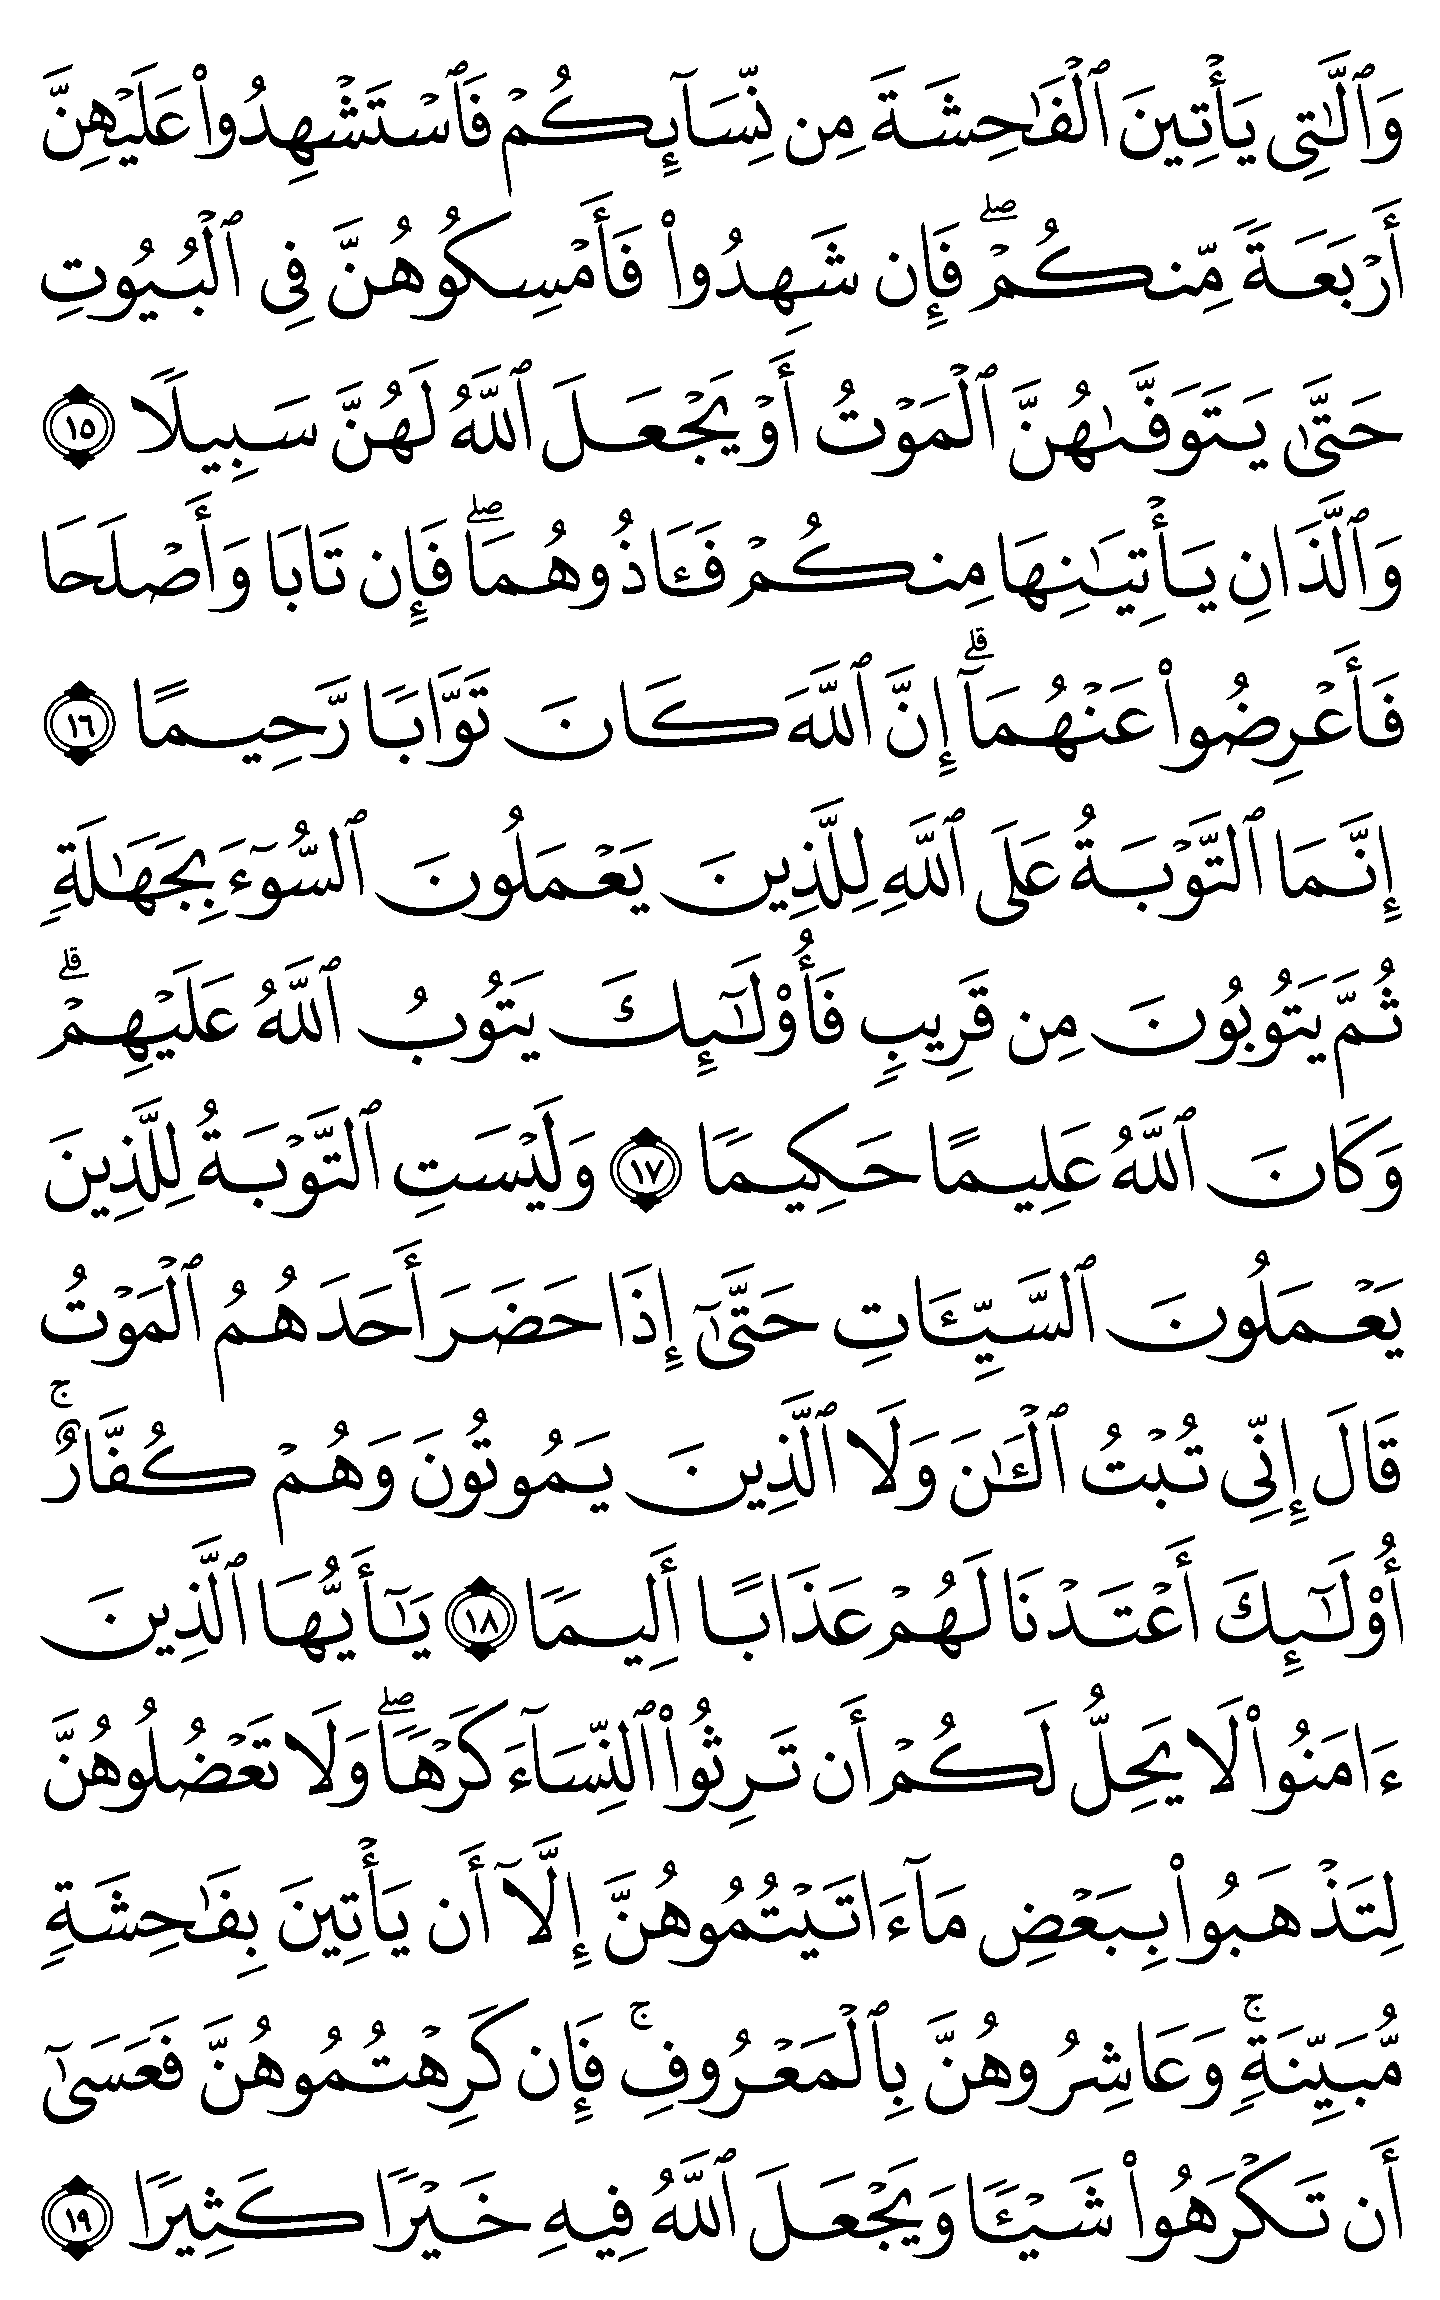 وَٱلَّٰتِي يَأۡتِينَ ٱلۡفَٰحِشَةَ مِن نِّسَآئِكُمۡ فَٱسۡتَشۡهِدُواْ عَلَيۡهِنَّ
أَرۡبَعَةٗ مِّنكُمۡۖ فَإِن شَهِدُواْ فَأَمۡسِكُوهُنَّ فِي ٱلۡبُيُوتِ
حَتَّىٰ يَتَوَفَّىٰهُنَّ ٱلۡمَوۡتُ أَوۡ يَجۡعَلَ ٱللَّهُ لَهُنَّ سَبِيلٗا ١٥
وَٱلَّذَانِ يَأۡتِيَٰنِهَا مِنكُمۡ فَـَٔاذُوهُمَاۖ فَإِن تَابَا وَأَصۡلَحَا
فَأَعۡرِضُواْ عَنۡهُمَآۗ إِنَّ ٱللَّهَ كَانَ تَوَّابٗا رَّحِيمًا ١٦
إِنَّمَا ٱلتَّوۡبَةُ عَلَى ٱللَّهِ لِلَّذِينَ يَعۡمَلُونَ ٱلسُّوٓءَ بِجَهَٰلَةٖ
ثُمَّ يَتُوبُونَ مِن قَرِيبٖ فَأُوْلَٰٓئِكَ يَتُوبُ ٱللَّهُ عَلَيۡهِمۡۗ
وَكَانَ ٱللَّهُ عَلِيمًا حَكِيمٗا ١٧ وَلَيۡسَتِ ٱلتَّوۡبَةُ لِلَّذِينَ
يَعۡمَلُونَ ٱلسَّيِّـَٔاتِ حَتَّىٰٓ إِذَا حَضَرَ أَحَدَهُمُ ٱلۡمَوۡتُ
قَالَ إِنِّي تُبۡتُ ٱلۡـَٰٔنَ وَلَا ٱلَّذِينَ يَمُوتُونَ وَهُمۡ كُفَّارٌۚ
أُوْلَٰٓئِكَ أَعۡتَدۡنَا لَهُمۡ عَذَابًا أَلِيمٗا ١٨ يَٰٓأَيُّهَا ٱلَّذِينَ
ءَامَنُواْ لَا يَحِلُّ لَكُمۡ أَن تَرِثُواْ ٱلنِّسَآءَ كَرۡهٗاۖ وَلَا تَعۡضُلُوهُنَّ
لِتَذۡهَبُواْ بِبَعۡضِ مَآ ءَاتَيۡتُمُوهُنَّ إِلَّآ أَن يَأۡتِينَ بِفَٰحِشَةٖ
مُّبَيِّنَةٖۚ وَعَاشِرُوهُنَّ بِٱلۡمَعۡرُوفِۚ فَإِن كَرِهۡتُمُوهُنَّ فَعَسَىٰٓ
أَن تَكۡرَهُواْ شَيۡـٔٗا وَيَجۡعَلَ ٱللَّهُ فِيهِ خَيۡرٗا كَثِيرٗا ١٩